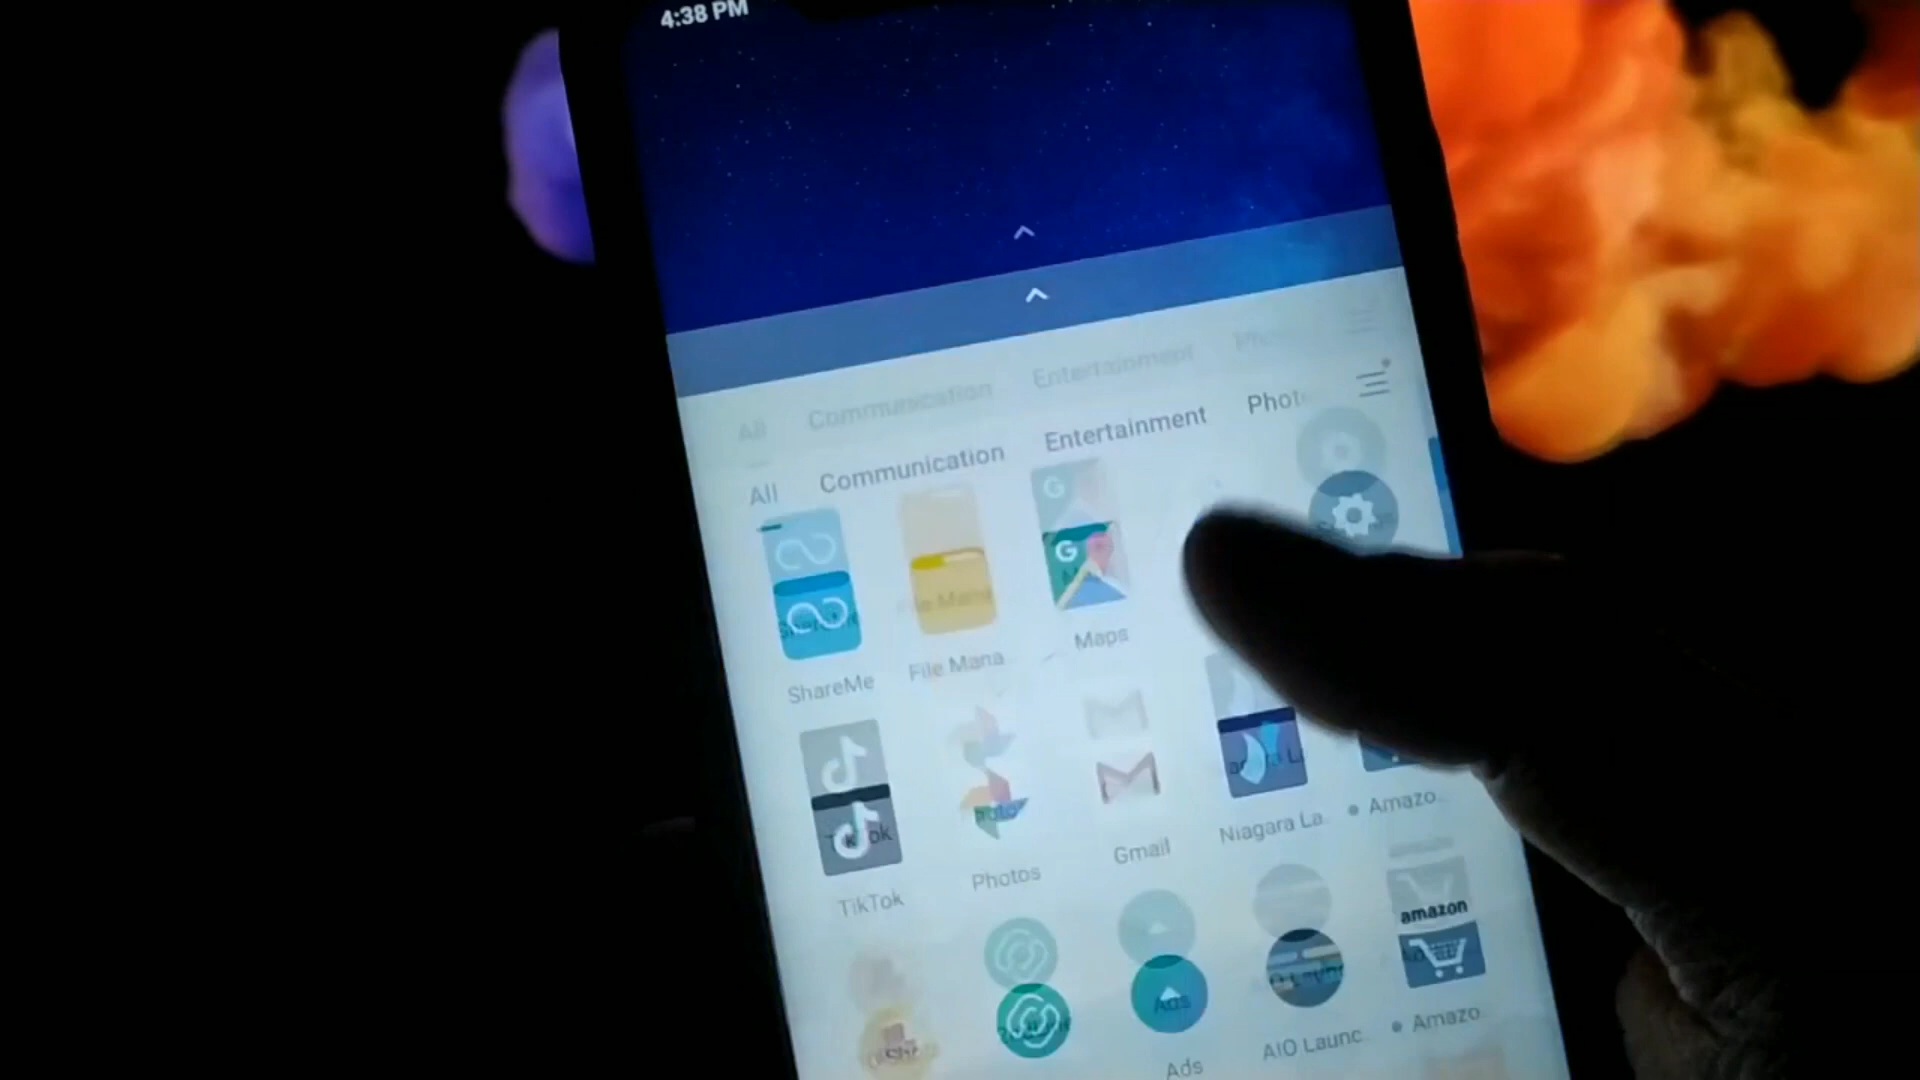 4:38 PM
All Communication Entertainment Phot
All Communication Entertainment
ShareMe File Mana Maps
TikTok Photos Gmail Niagara La Amazo
amazon
Ads
Ads AIO Launc Amazo